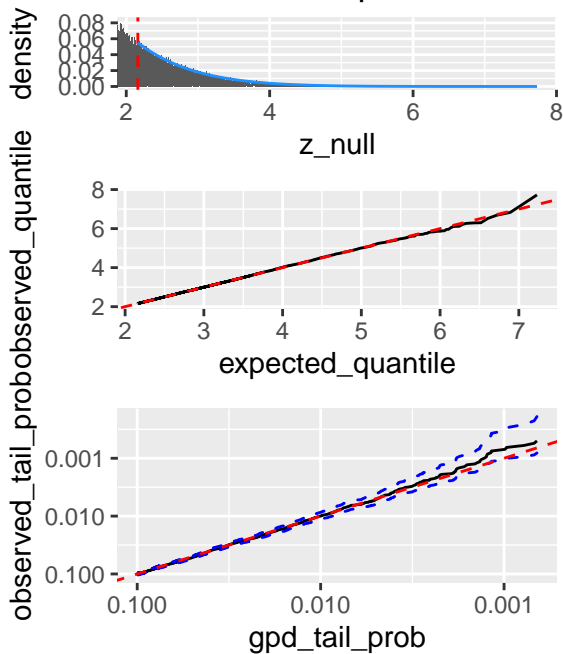 density
0.08
0.06
0.04
0.02
0.00
2 4 6 8
z_null
observed_quantile
8
6
4
2
2 3 4 5 6 7
expected_quantile
observed_tail_prob
0.001
0.010
0.100
0.100 0.010 0.001
gpd_tail_prob